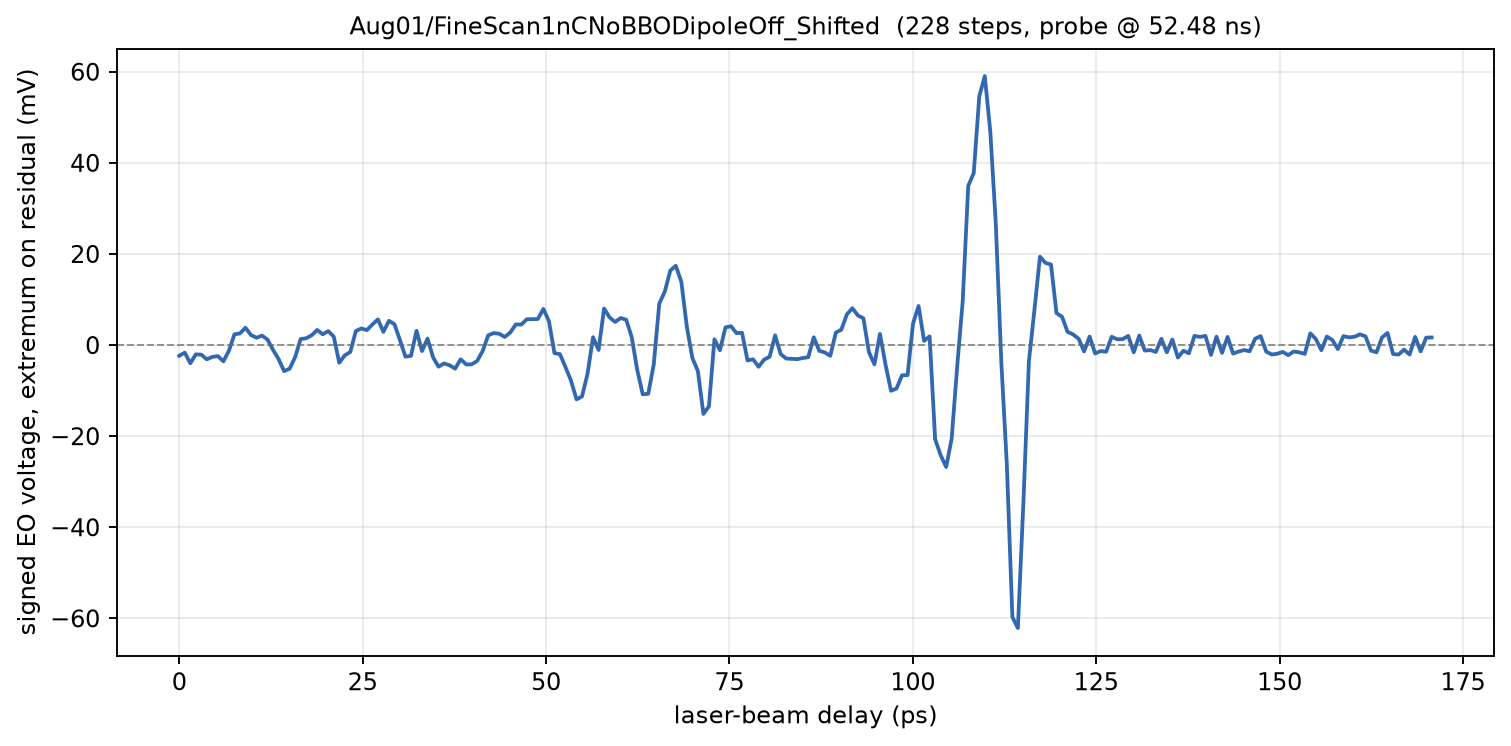 Aug01/FineScan1nCNoBBODipoleOff_Shifted (228 steps, probe @ 52.48 ns)
signed EO voltage, extremum on residual (mV)
60
40
20
0
−20
−40
−60
0 25 50 75 100 125 150 175
laser-beam delay (ps)